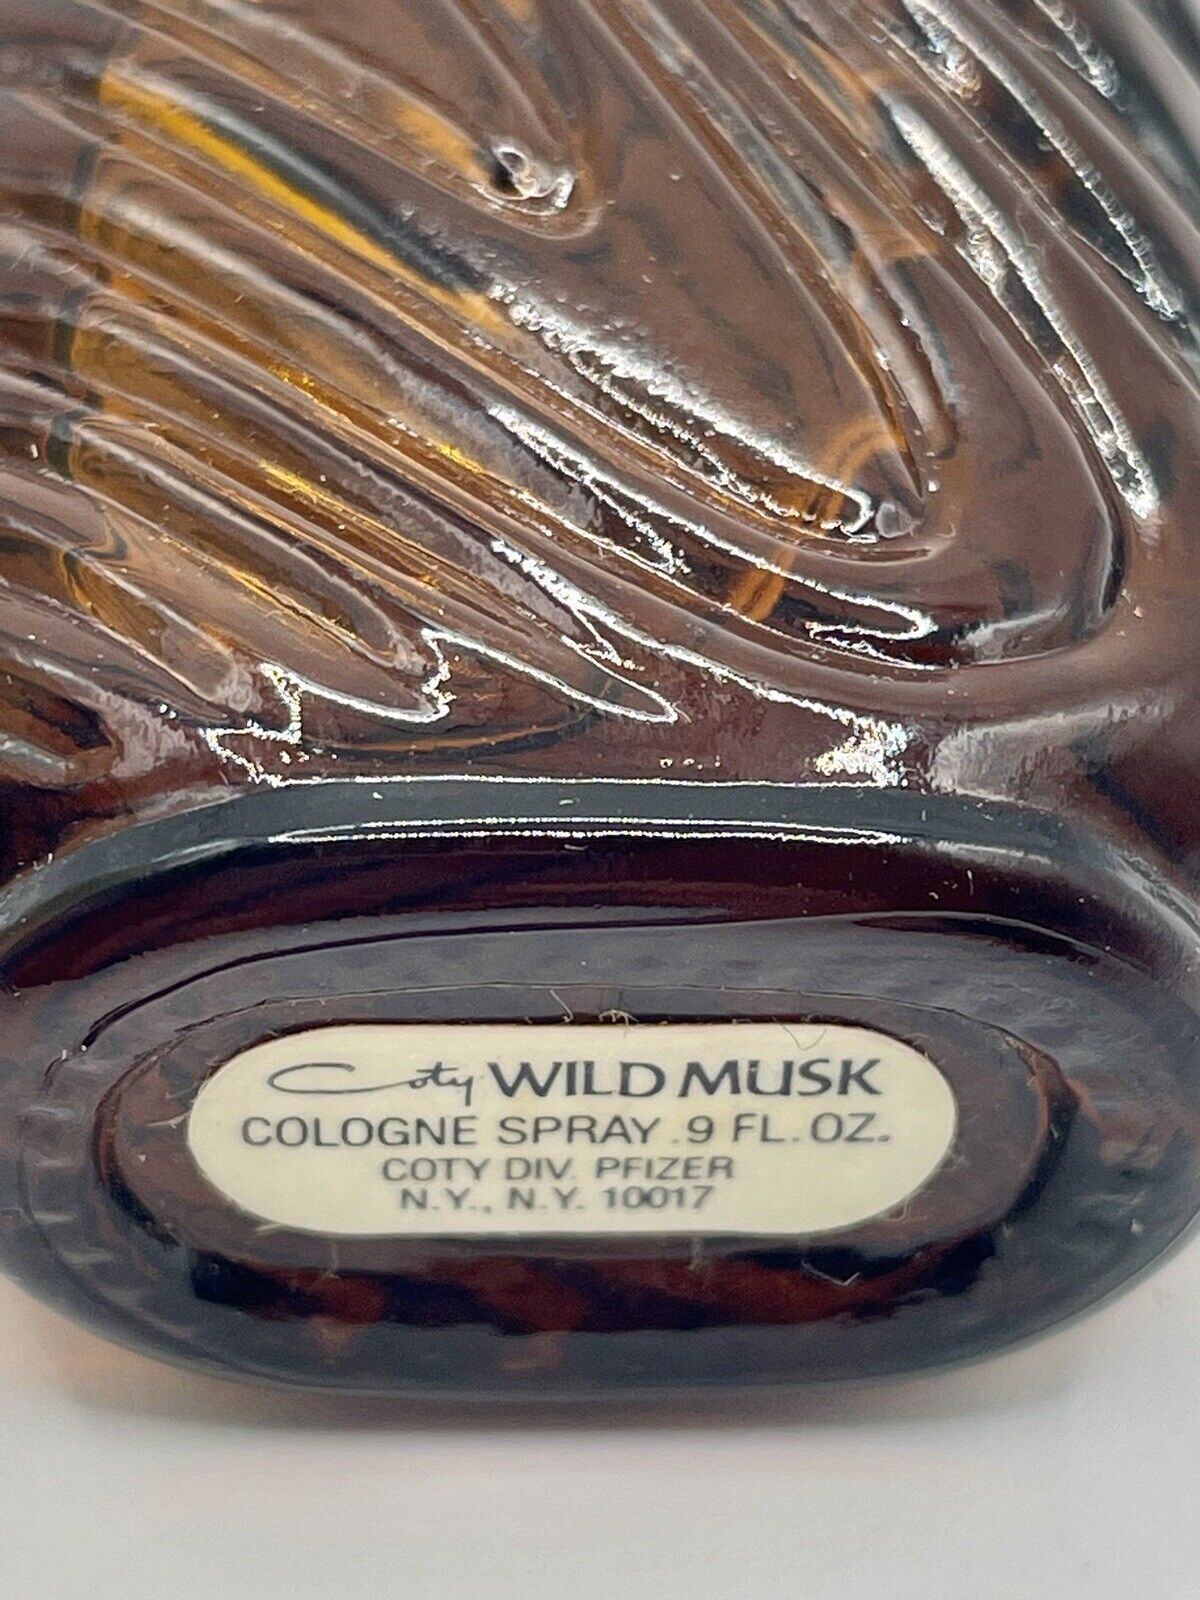 Coty WILD MUSK
COLOGNE SPRAY .9 FL. OZ.
COTY DIV. PFIZER
N.Y., N.Y. 10017